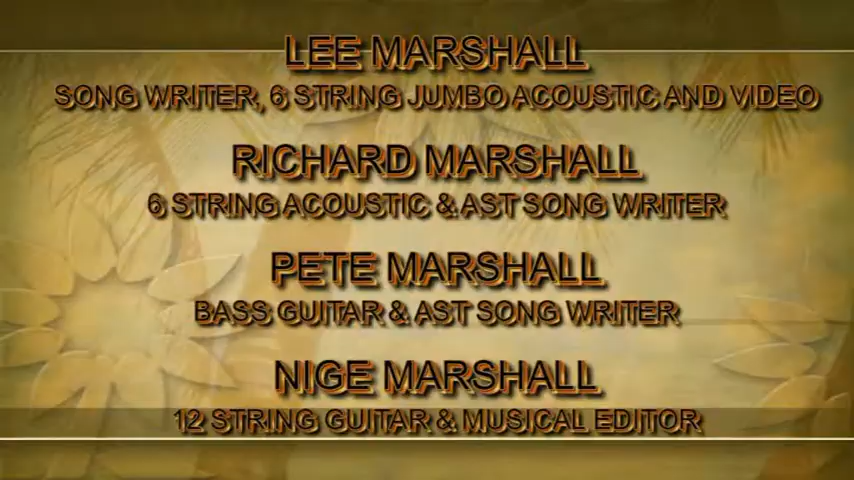 LEE MARSHALL
SONG WRITER, 6 STRING JUMBO ACOUSTIC AND VIDEO
RICHARD MARSHALL
6 STRING ACOUSTIC & AST SONG WRITER
PETE MARSHALL
BASS GUITAR & AST SONG WRITER
NIGE MARSHALL
12 STRING GUITAR & MUSICAL EDITOR